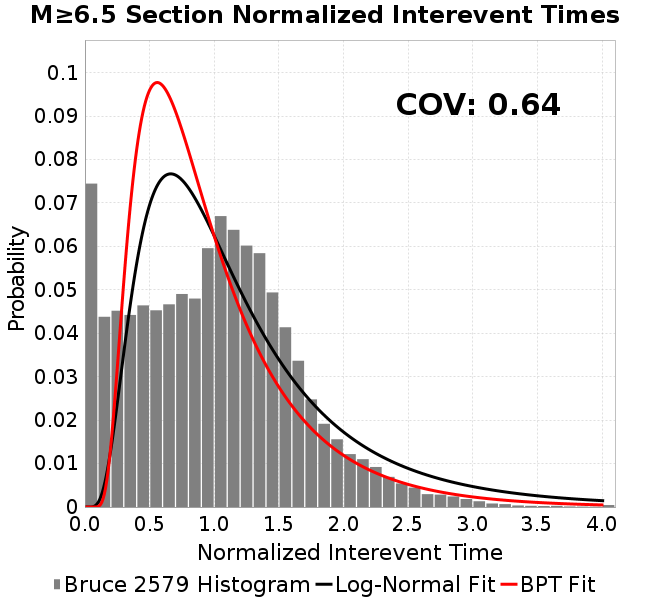 M≥6.5 Section Normalized Interevent Times
COV: 0.64
Probability
0.1
0.09
0.08
0.07
0.06
0.05
0.04
0.03
0.02
0.01
0
0.0 0.5 1.0 1.5 2.0 2.5 3.0 3.5 4.0
Normalized Interevent Time
Bruce 2579 Histogram Log-Normal Fit BPT Fit